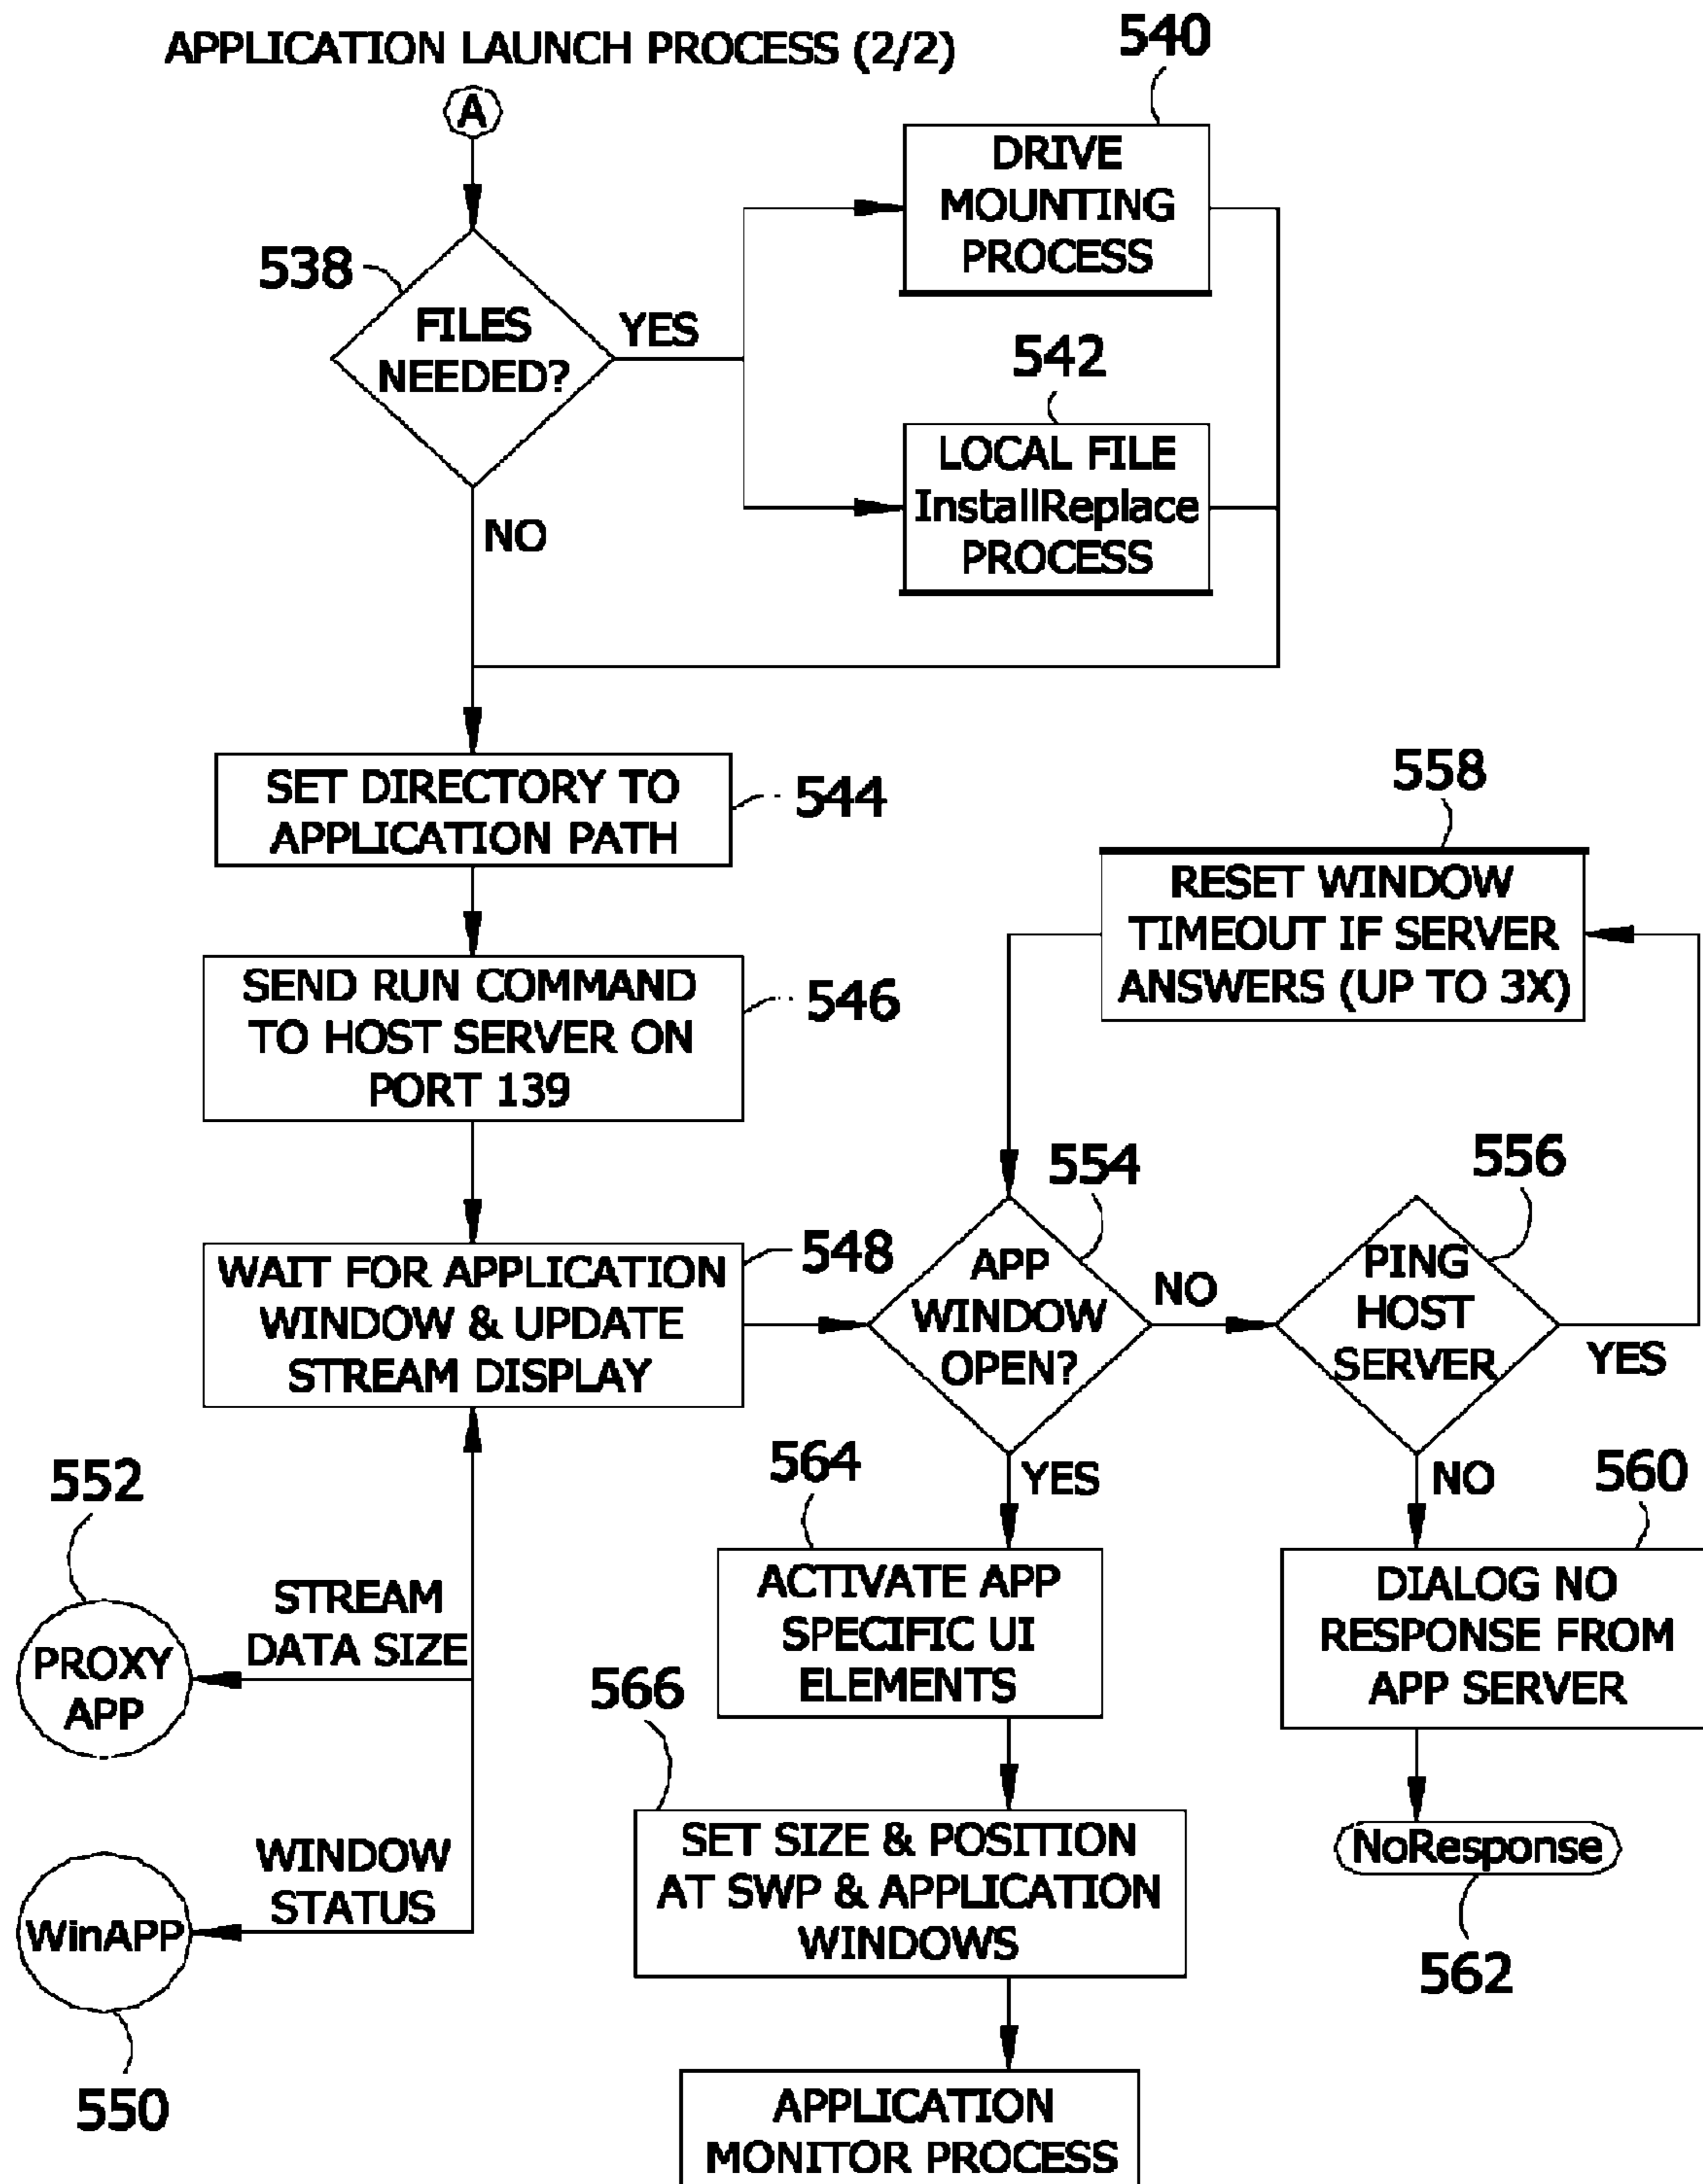 APPLICATION LAUNCH PROCESS (2/2)
A
540
DRIVE
MOUNTING
PROCESS
538
FILES
NEEDED?
YES
542
LOCAL FILE
InstallReplace
PROCESS
NO
SET DIRECTORY TO
APPLICATION PATH
544
558
RESET WINDOW
TIMEOUT IF SERVER
ANSWERS (UP TO 3X)
SEND RUN COMMAND
TO HOST SERVER ON
PORT 139
546
554
556
WAIT FOR APPLICATION
WINDOW & UPDATE
STREAM DISPLAY
548
APP
WINDOW
OPEN?
NO
PING
HOST
SERVER
YES
552
STREAM
DATA SIZE
PROXY
APP
564
YES
ACTIVATE APP
SPECIFIC UI
ELEMENTS
NO
560
DIALOG NO
RESPONSE FROM
APP SERVER
566
WINDOW
STATUS
WinAPP
550
SET SIZE & POSITION
AT SWP & APPLICATION
WINDOWS
NoResponse
562
APPLICATION
MONITOR PROCESS